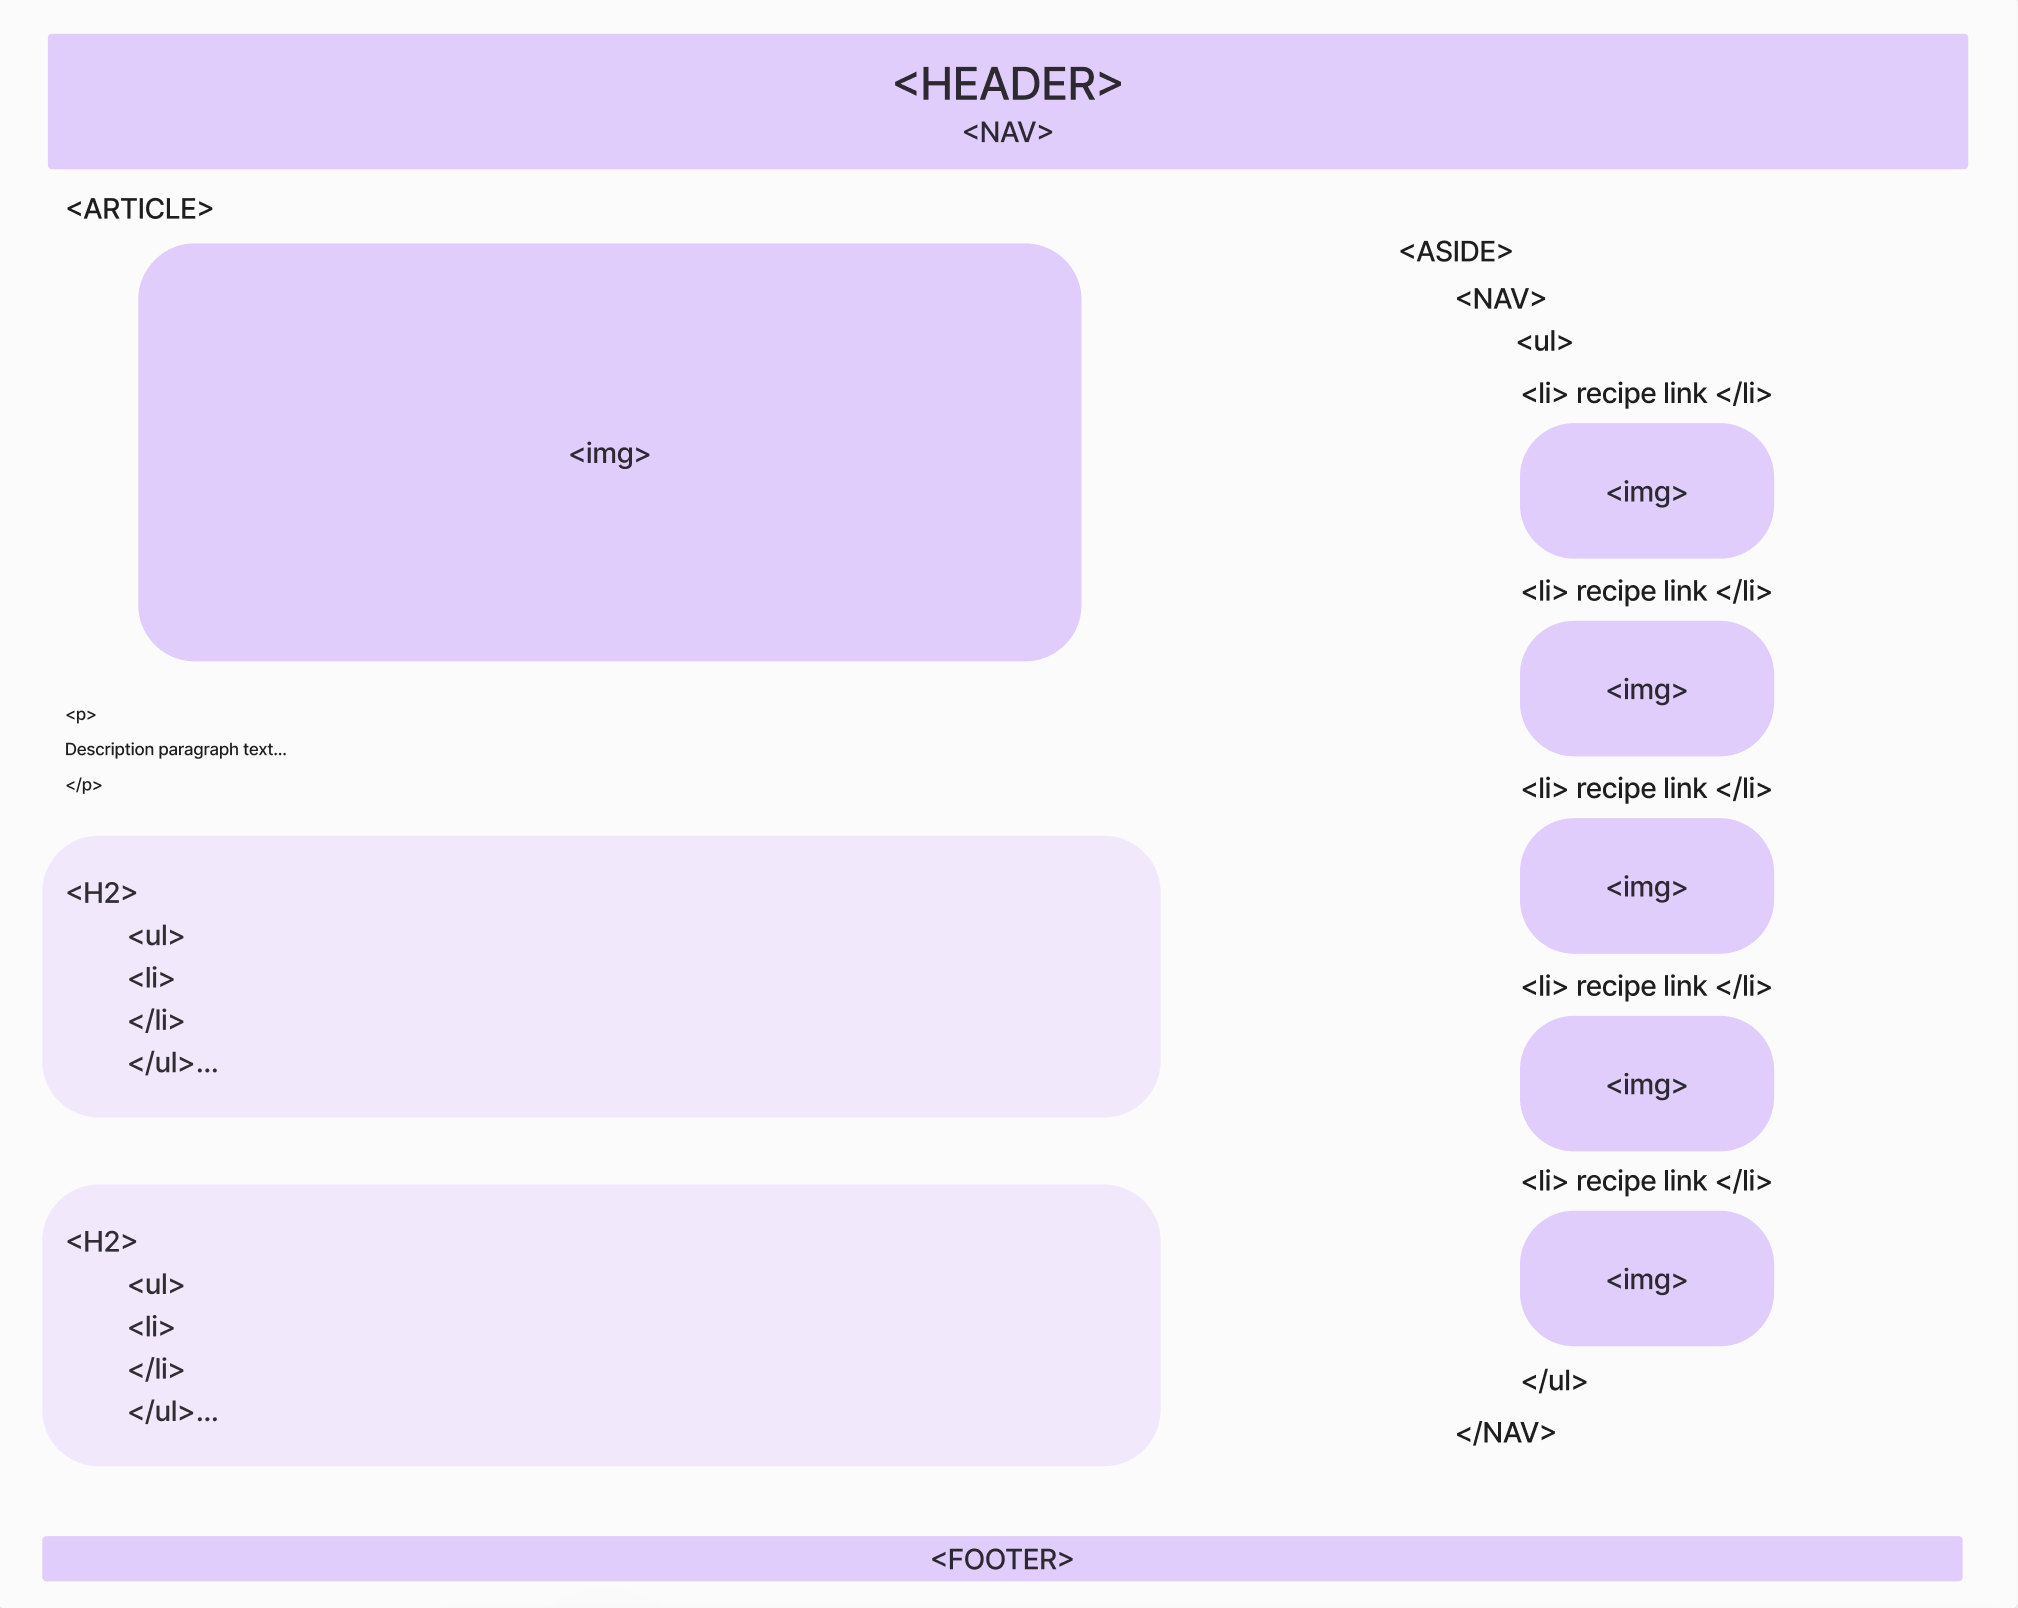 <HEADER>
<NAV>
<ARTICLE>
<img>
<p>
Description paragraph text...
</p>
<H2>
<ul>
<li>
</li>
</ul>...
<H2>
<ul>
<li>
</li>
</ul>...
<ASIDE>
<NAV>
<ul>
<li> recipe link </li>
<img>
<li> recipe link </li>
<img>
<li> recipe link </li>
<img>
<li> recipe link </li>
<img>
<li> recipe link </li>
<img>
</ul>
</NAV>
<FOOTER>